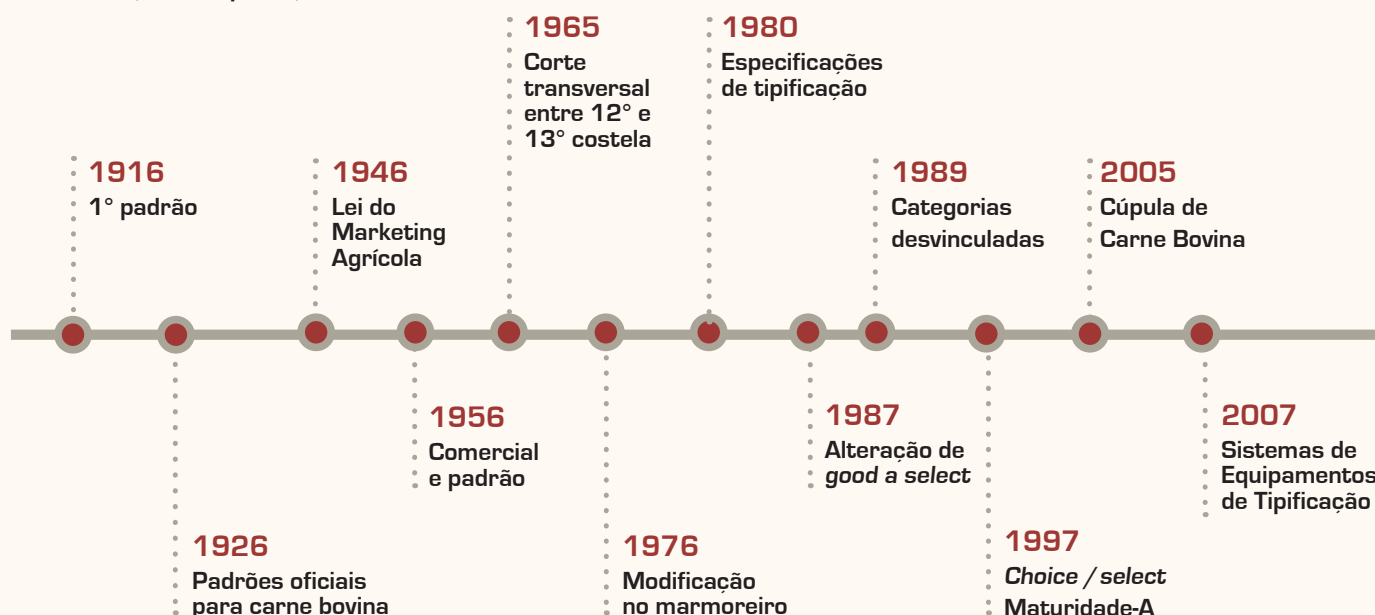 1965
Corte
transversal
entre 12° e
13° costela
1980
Especificações
de tipificação
1916
1° padrão
1946
Lei do
Marketing
Agrícola
1989
Categorias
desvinculadas
2005
Cúpula de
Carne Bovina
1956
Comercial
e padrão
1987
Alteração de
good a select
2007
Sistemas de
Equipamentos
de Tipificação
1926
Padrões oficiais
para carne bovina
1976
Modificação
no marmoreiro
1997
Choice / select
Maturidade-A